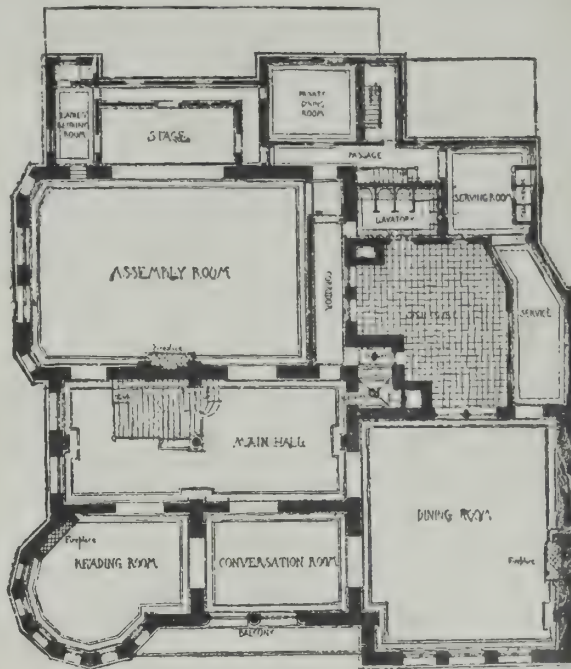 PRIVATE
DINING
ROOM
LADIES
RETIRING
ROOM
STAGE
PASSAGE
SERVING ROOM
LAVATORY
ASSEMBLY ROOM
CORRIDOR
SERVICE
Fireplace
MAIN HALL
DINING ROOM
Fireplace
READING ROOM
CONVERSATION ROOM
Fireplace
BALCONY